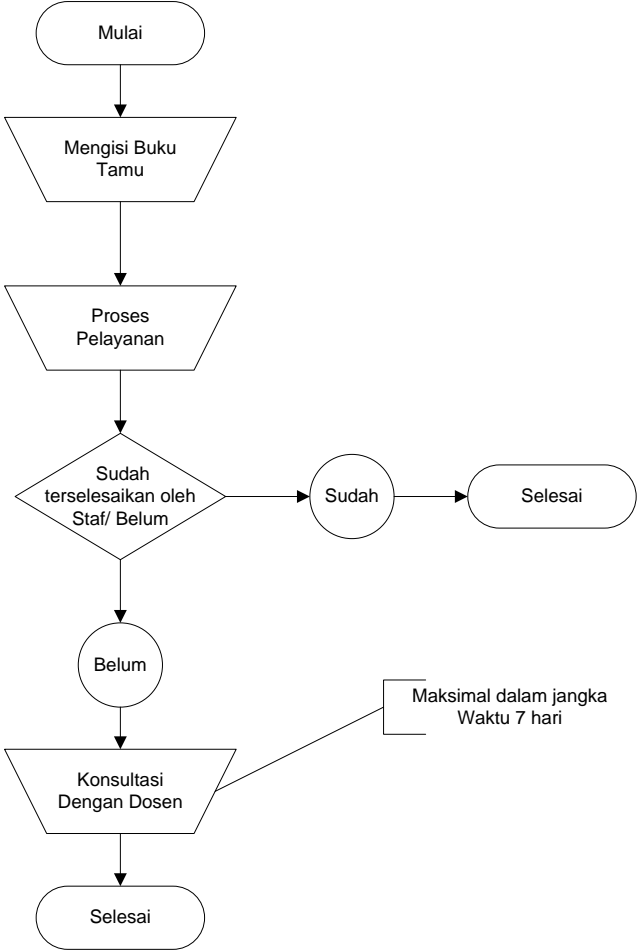 Mulai
Mengisi Buku
Tamu
Proses
Pelayanan
Sudah
terselesaikan oleh
Staf/ Belum
Sudah
Selesai
Belum
Maksimal dalam jangka
Waktu 7 hari
Konsultasi
Dengan Dosen
Selesai